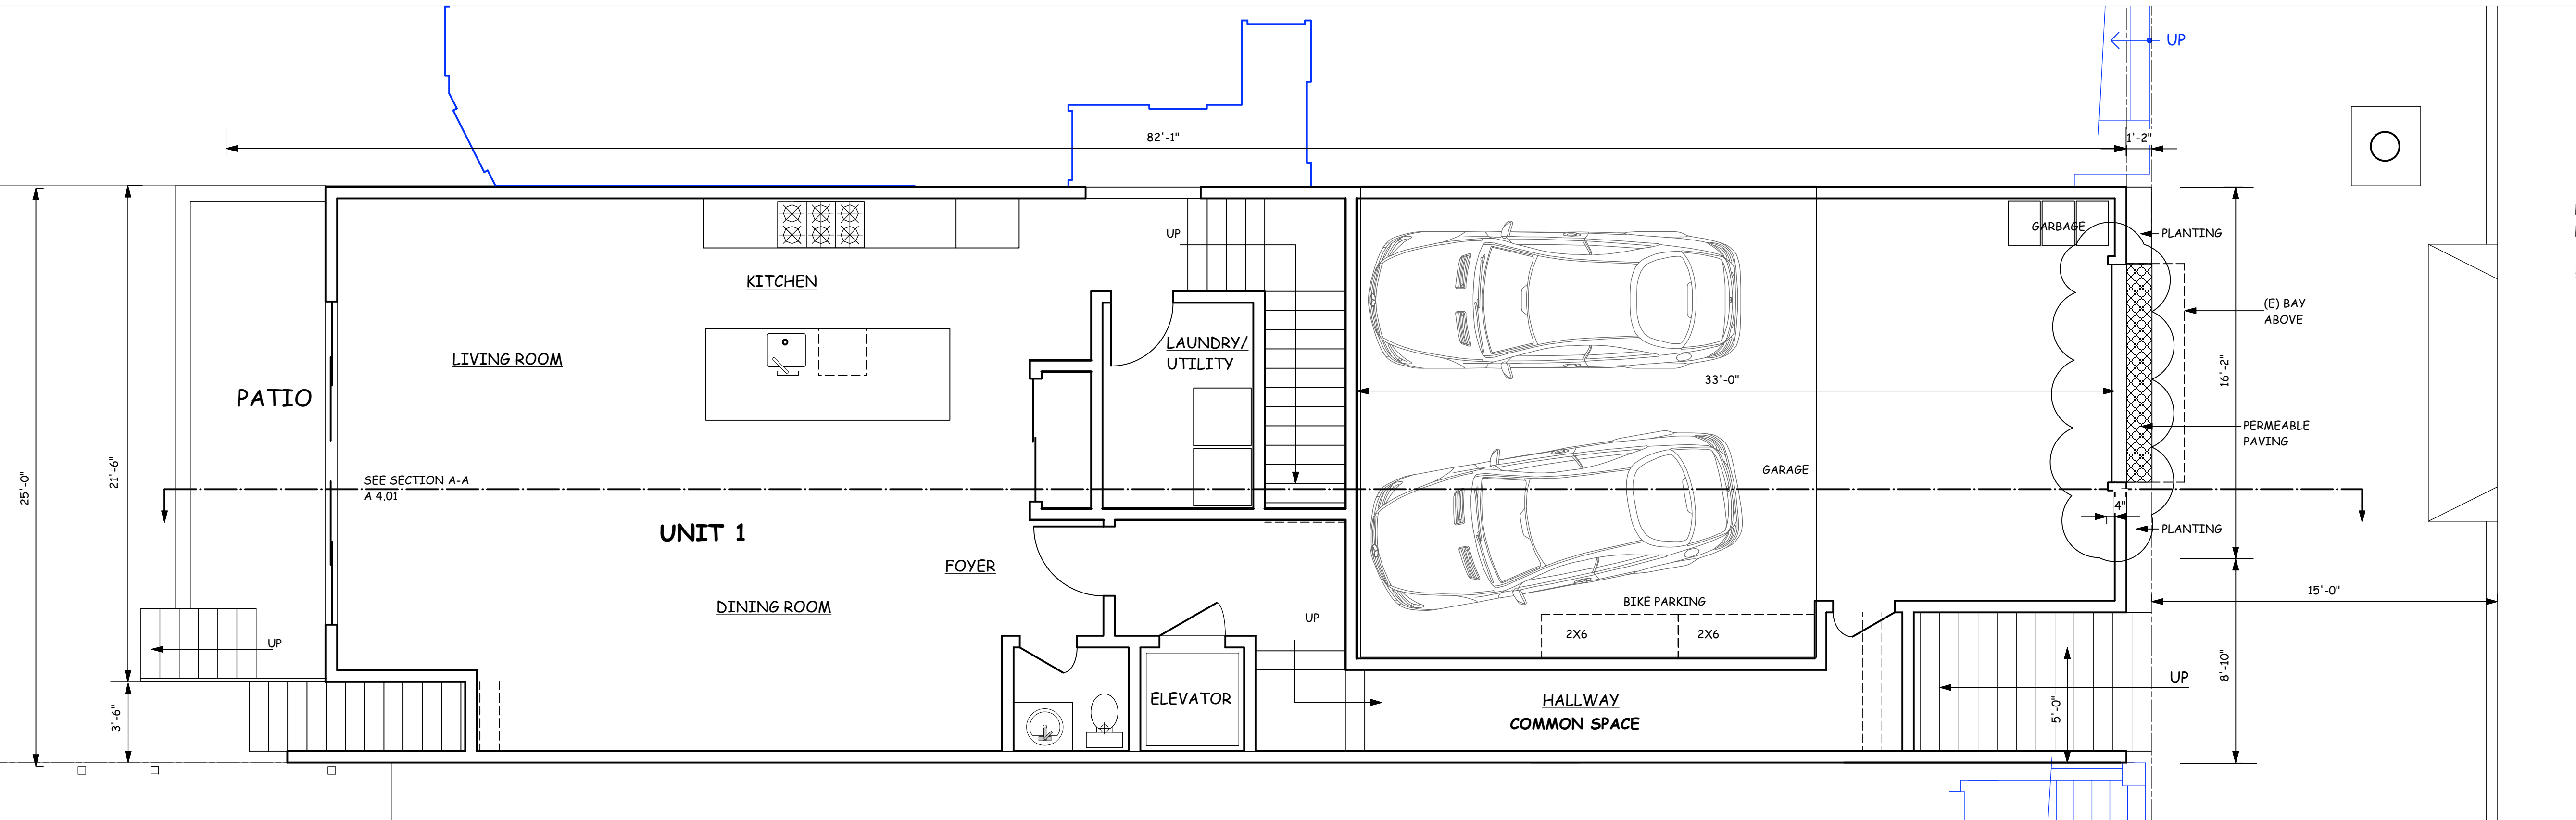 UP
82'-1"
1'-2"
UP
GARBAGE
PLANTING
KITCHEN
(E) BAY
ABOVE
LAUNDRY/
UTILITY
LIVING ROOM
16'-2"
33'-0"
PATIO
PERMEABLE
PAVING
25'-0"
21'-6"
GARAGE
SEE SECTION A-A
A 4.01
4"
UNIT 1
PLANTING
FOYER
15'-0"
BIKE PARKING
DINING ROOM
UP
2X6
2X6
UP
8'-10"
UP
ELEVATOR
HALLWAY
COMMON SPACE
5'-0"
3'-6"